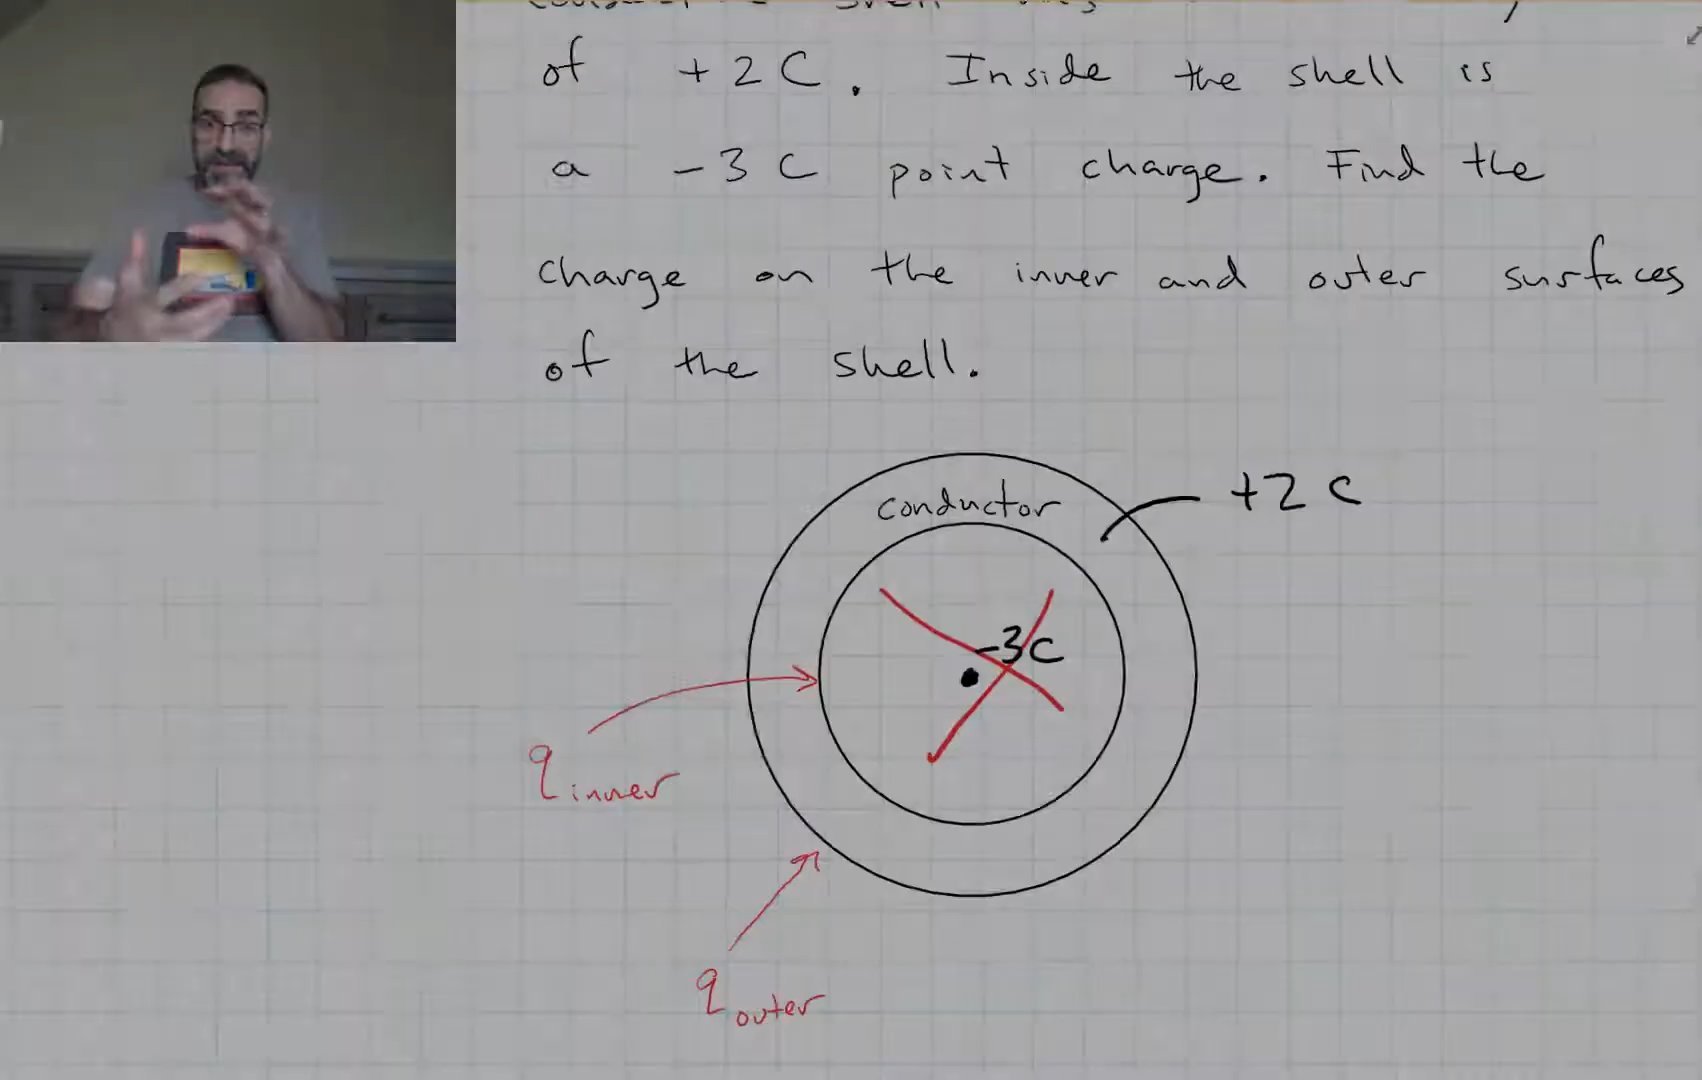 of +2C. Inside the shell is
a -3C point charge. Find the
charge on the inner and outer surfaces
of the shell.
conductor
+2C
-3C
q inner
q outer